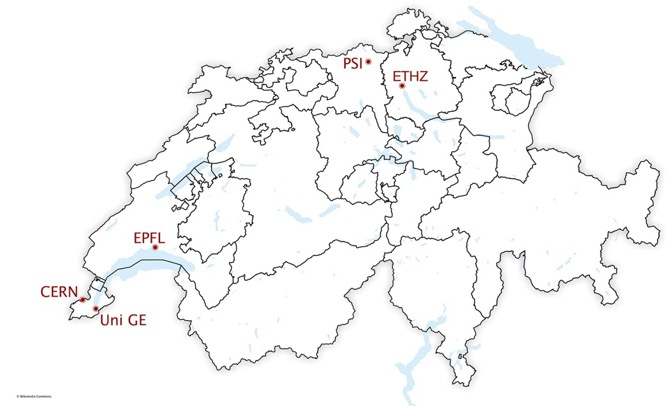 PSI
ETHZ
EPFL
CERN
Uni GE
© Wikimedia Commons